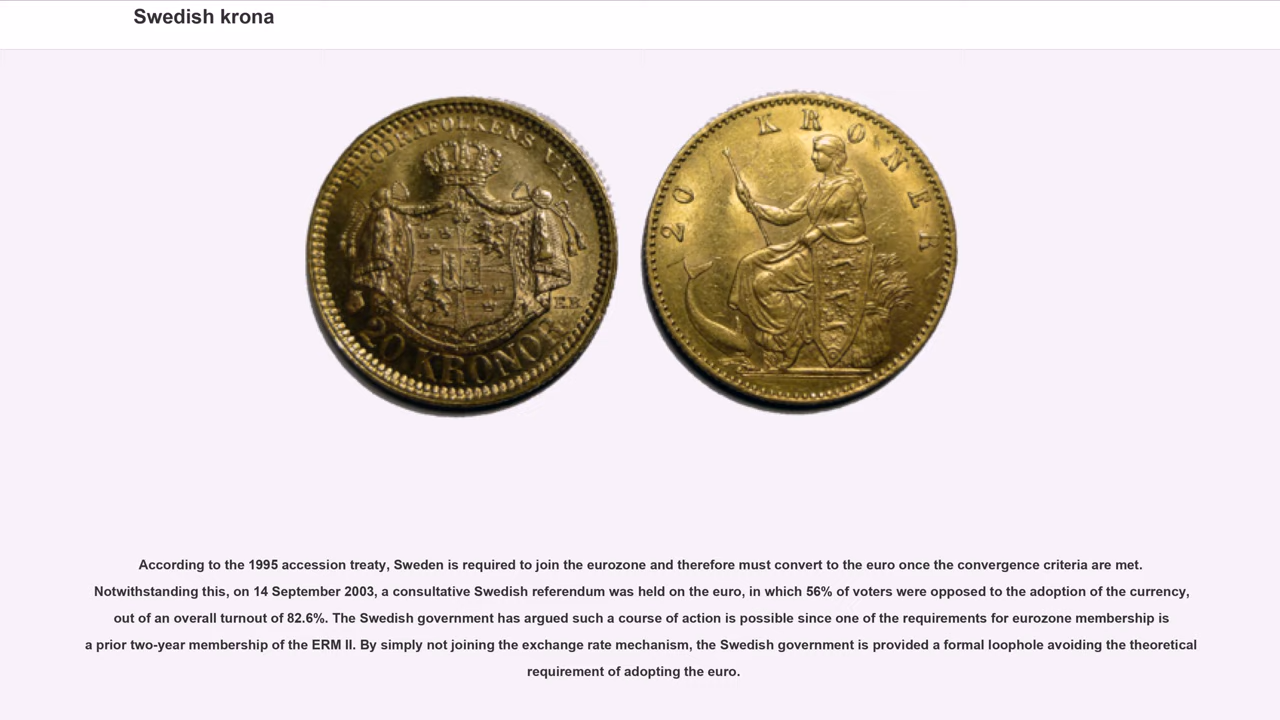 Swedish krona
BRÖDRAFOLKENS VÄL
20 KRONER
E.B.
20 KRONOR
According to the 1995 accession treaty, Sweden is required to join the eurozone and therefore must convert to the euro once the convergence criteria are met.
Notwithstanding this, on 14 September 2003, a consultative Swedish referendum was held on the euro, in which 56% of voters were opposed to the adoption of the currency,
out of an overall turnout of 82.6%. The Swedish government has argued such a course of action is possible since one of the requirements for eurozone membership is
a prior two-year membership of the ERM II. By simply not joining the exchange rate mechanism, the Swedish government is provided a formal loophole avoiding the theoretical
requirement of adopting the euro.